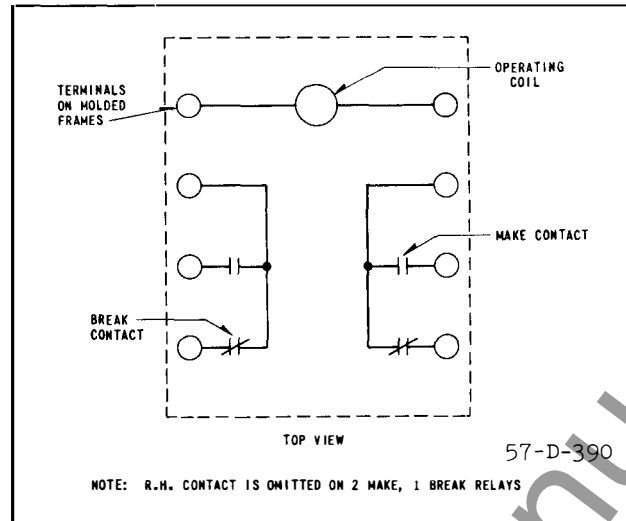 OPERATING
COIL
TERMINALS
ON MOLDED
FRAMES
MAKE CONTACT
BREAK
CONTACT
TOP VIEW
57-D-390
NOTE: R.H. CONTACT IS OMITTED ON 2 MAKE, 1 BREAK RELAYS